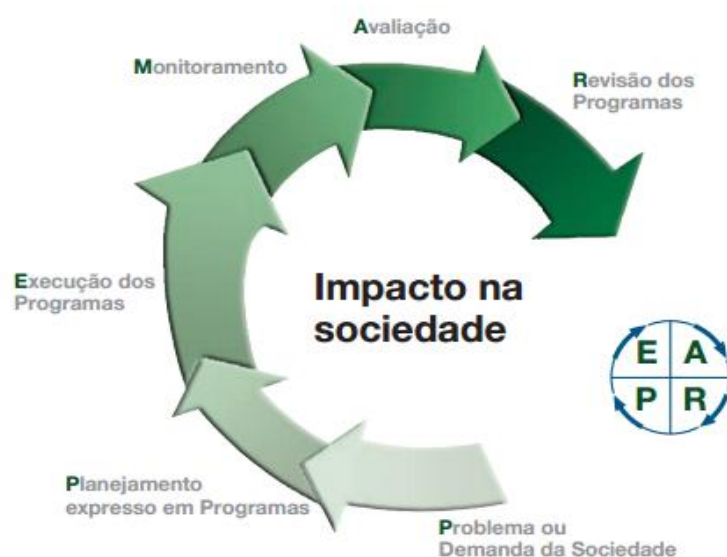 Avaliação
Monitoramento
Revisão dos
Programas
Execução dos
Programas
Impacto na
sociedade
E A
P R
Planejamento
expresso em Programas
Problema ou
Demanda da Sociedade